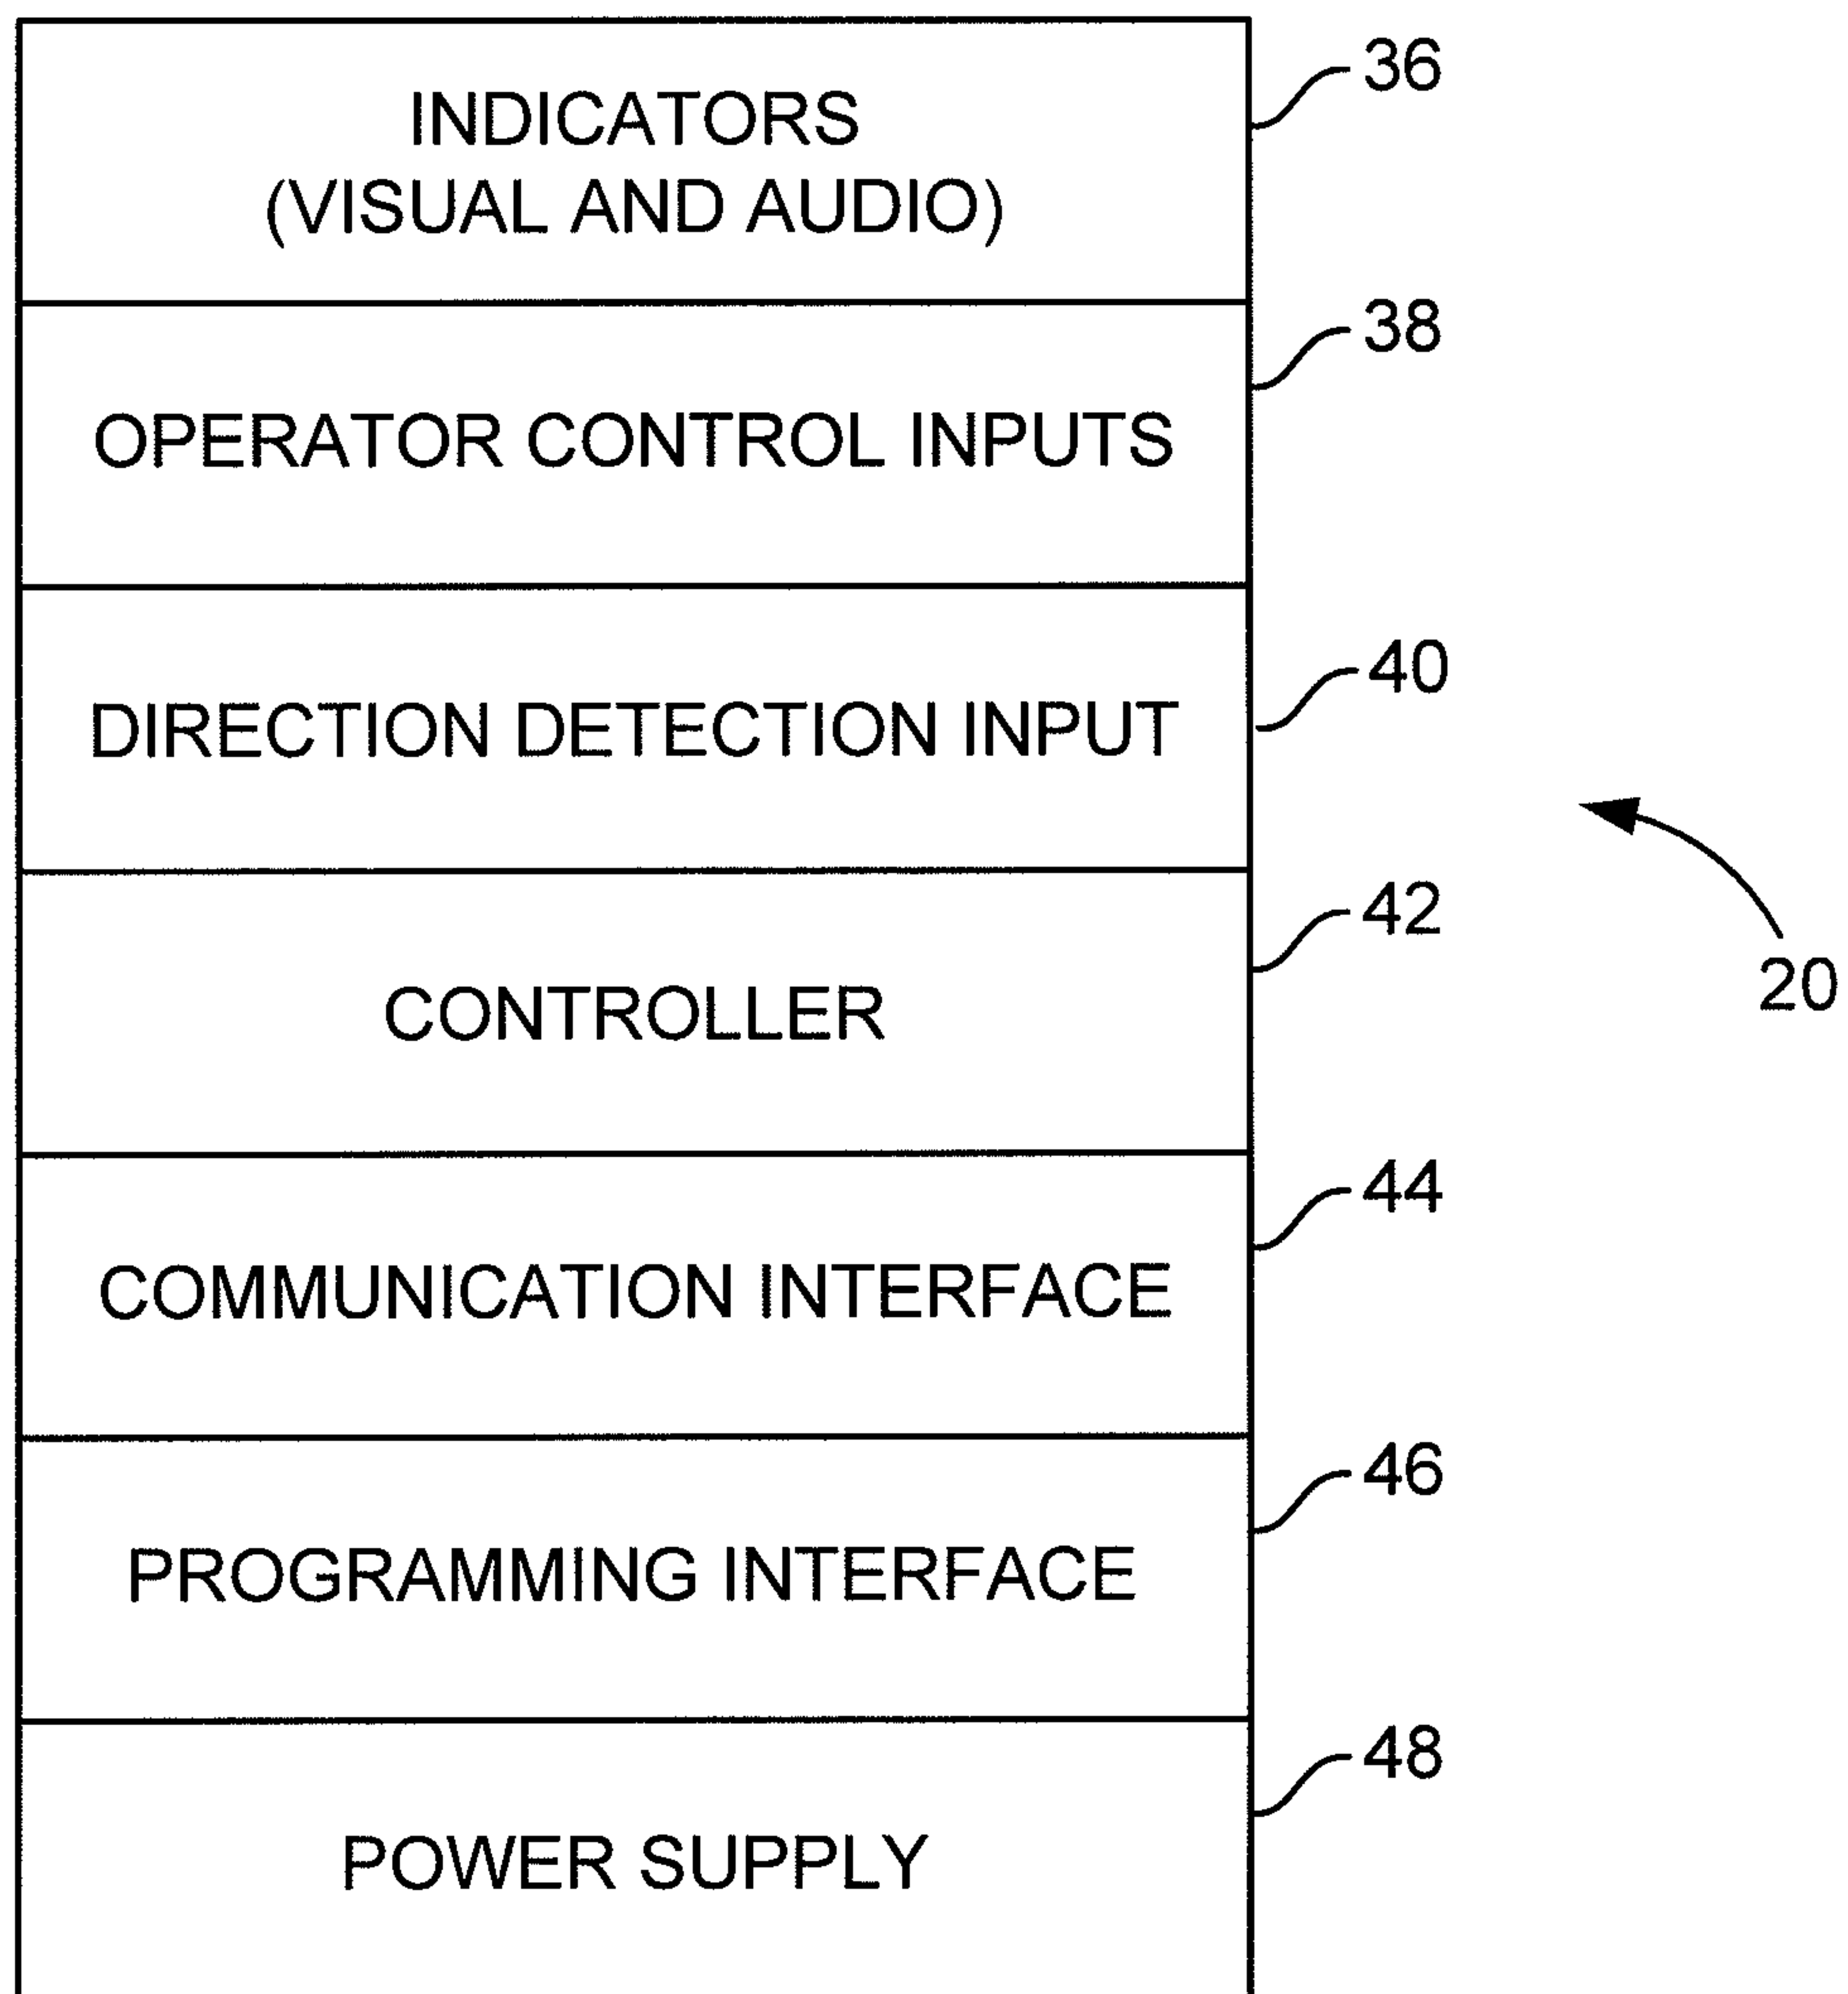 INDICATORS
(VISUAL AND AUDIO)
36
OPERATOR CONTROL INPUTS
38
DIRECTION DETECTION INPUT
40
CONTROLLER
42
20
COMMUNICATION INTERFACE
44
PROGRAMMING INTERFACE
46
POWER SUPPLY
48